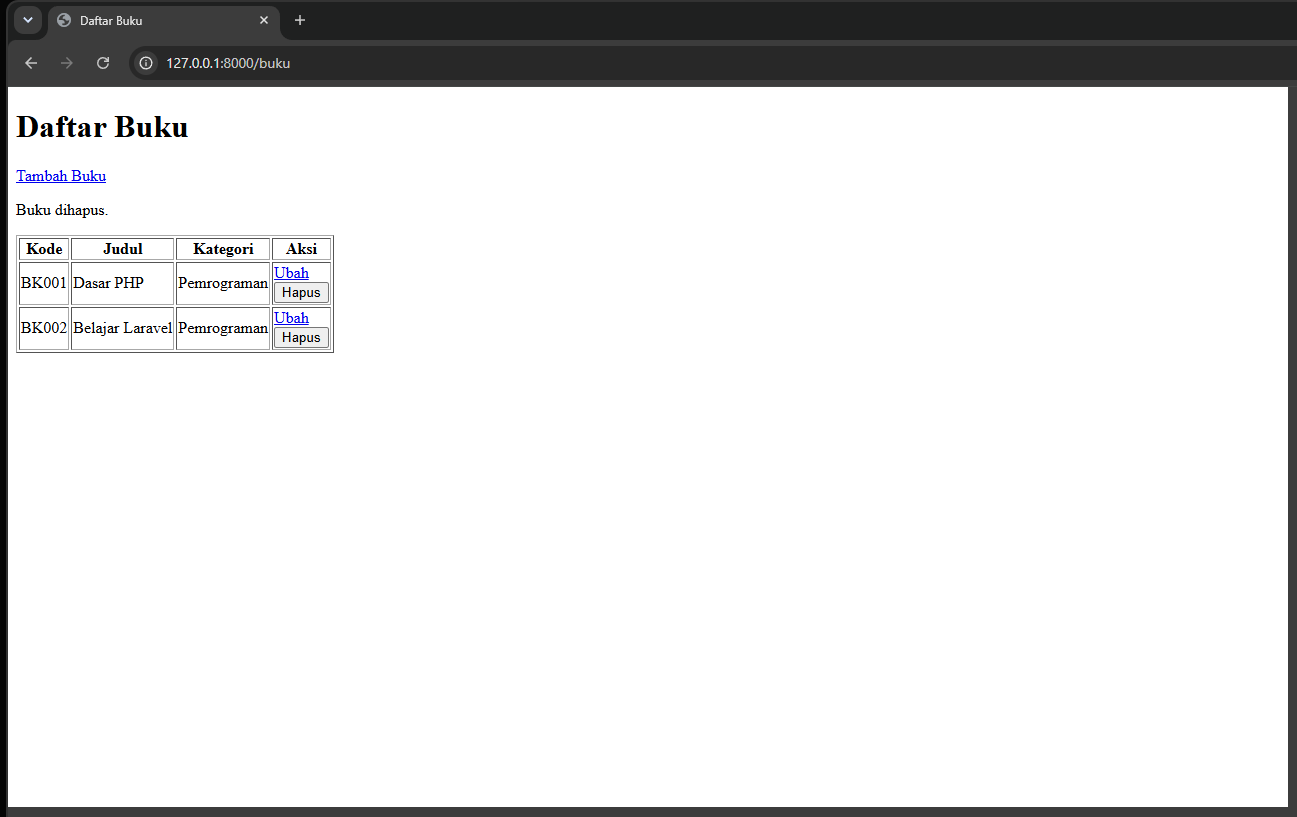 Daftar Buku
127.0.0.1:8000/buku
Daftar Buku
Tambah Buku
Buku dihapus.
Kode Judul Kategori Aksi
BK001 Dasar PHP Pemrograman Ubah
Hapus
BK002 Belajar Laravel Pemrograman Ubah
Hapus